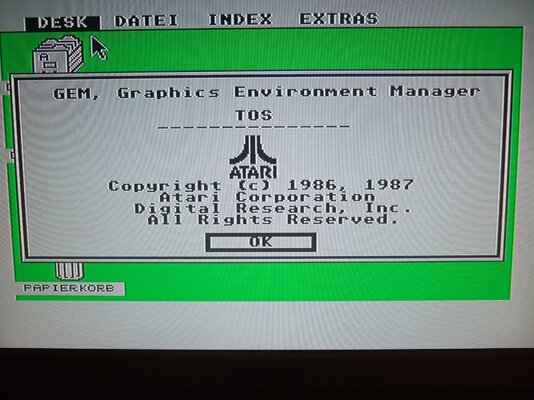 DESK DATEI INDEX EXTRAS
A
GEM, Graphics Environment Manager
TOS
---------------
ATARI
Copyright (c) 1986, 1987
Atari Corporation
Digital Research, Inc.
All Rights Reserved.
OK
PAPIERKORB